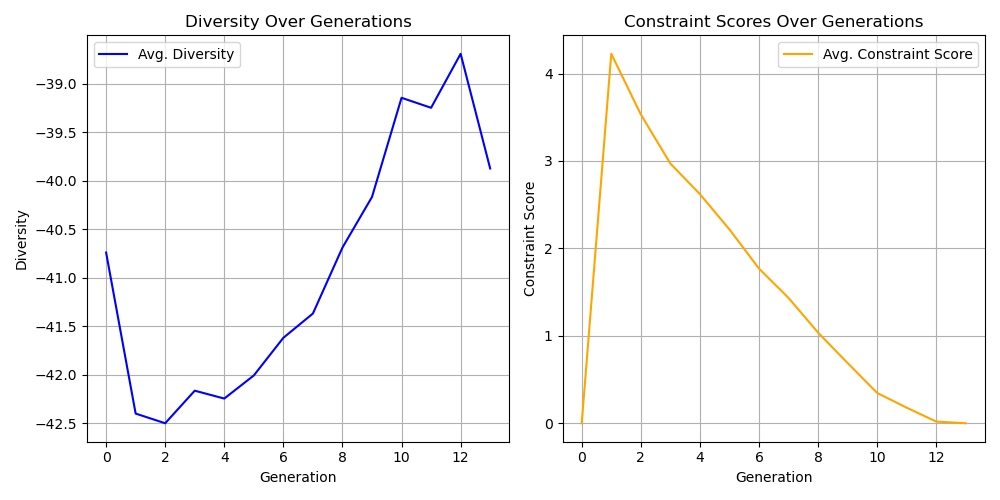 Diversity Over Generations
Avg. Diversity
Diversity
−39.0
−39.5
−40.0
−40.5
−41.0
−41.5
−42.0
−42.5
0 2 4 6 8 10 12
Generation
Constraint Scores Over Generations
Avg. Constraint Score
Constraint Score
4
3
2
1
0
0 2 4 6 8 10 12
Generation